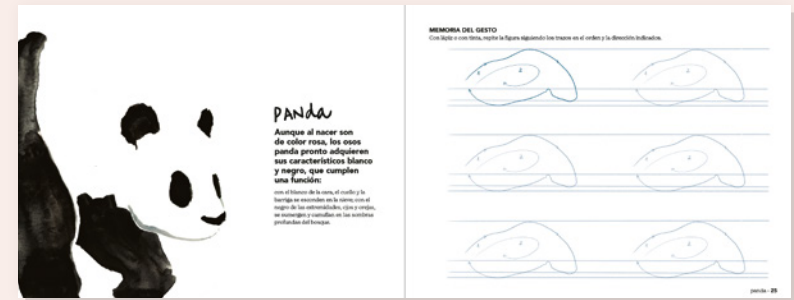 PANDA
Aunque al nacer son
de color rosa, los osos
panda pronto adquieren
sus característicos blanco
y negro, que cumplen
una función:
con el blanco de la cara, el cuello y la
barriga se esconden en la nieve; con el
negro de las extremidades, ojos y orejas,
se sumergen y camuflan en las sombras
profundas del bosque.
MEMORIA DEL GESTO
Con lápiz o con tinta, repite la figura siguiendo los trazos en el orden y la dirección indicados.
panda - 25